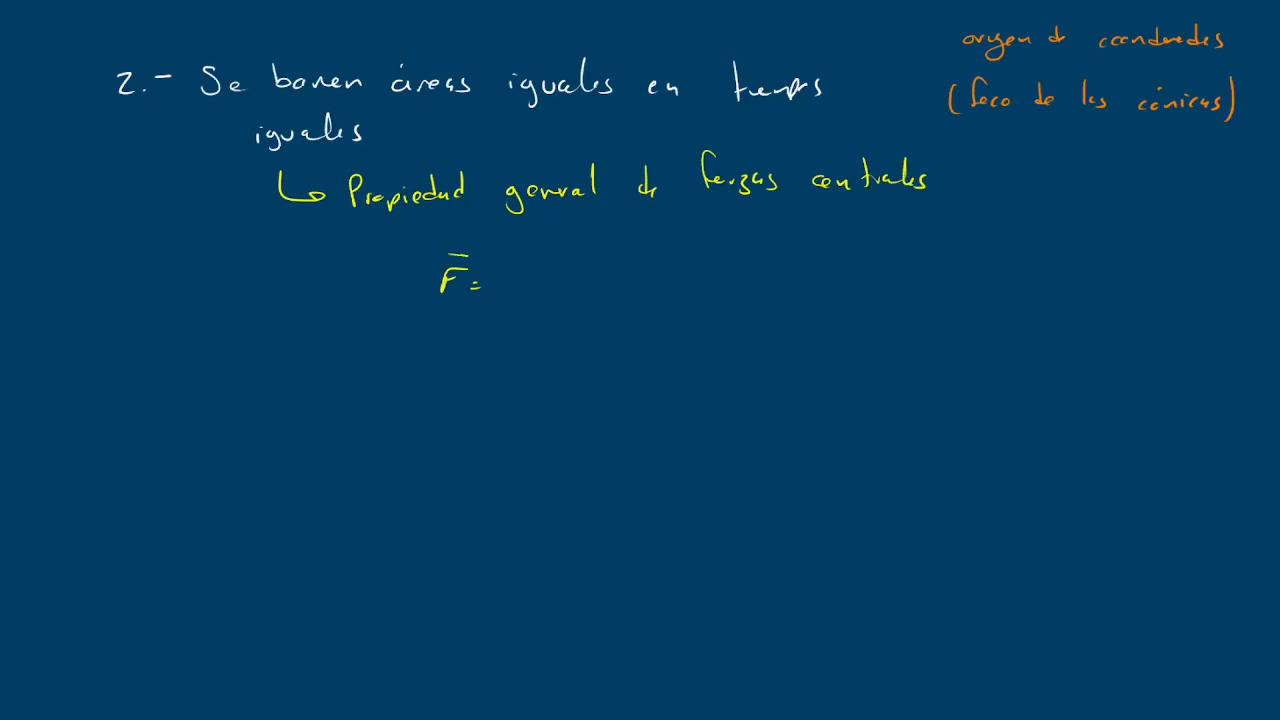 2.- Se barren áreas iguales en tiempos
iguales
↳ Propiedad general de fuerzas centrales
F̅ =
origen de coordenadas
(foco de las cónicas)